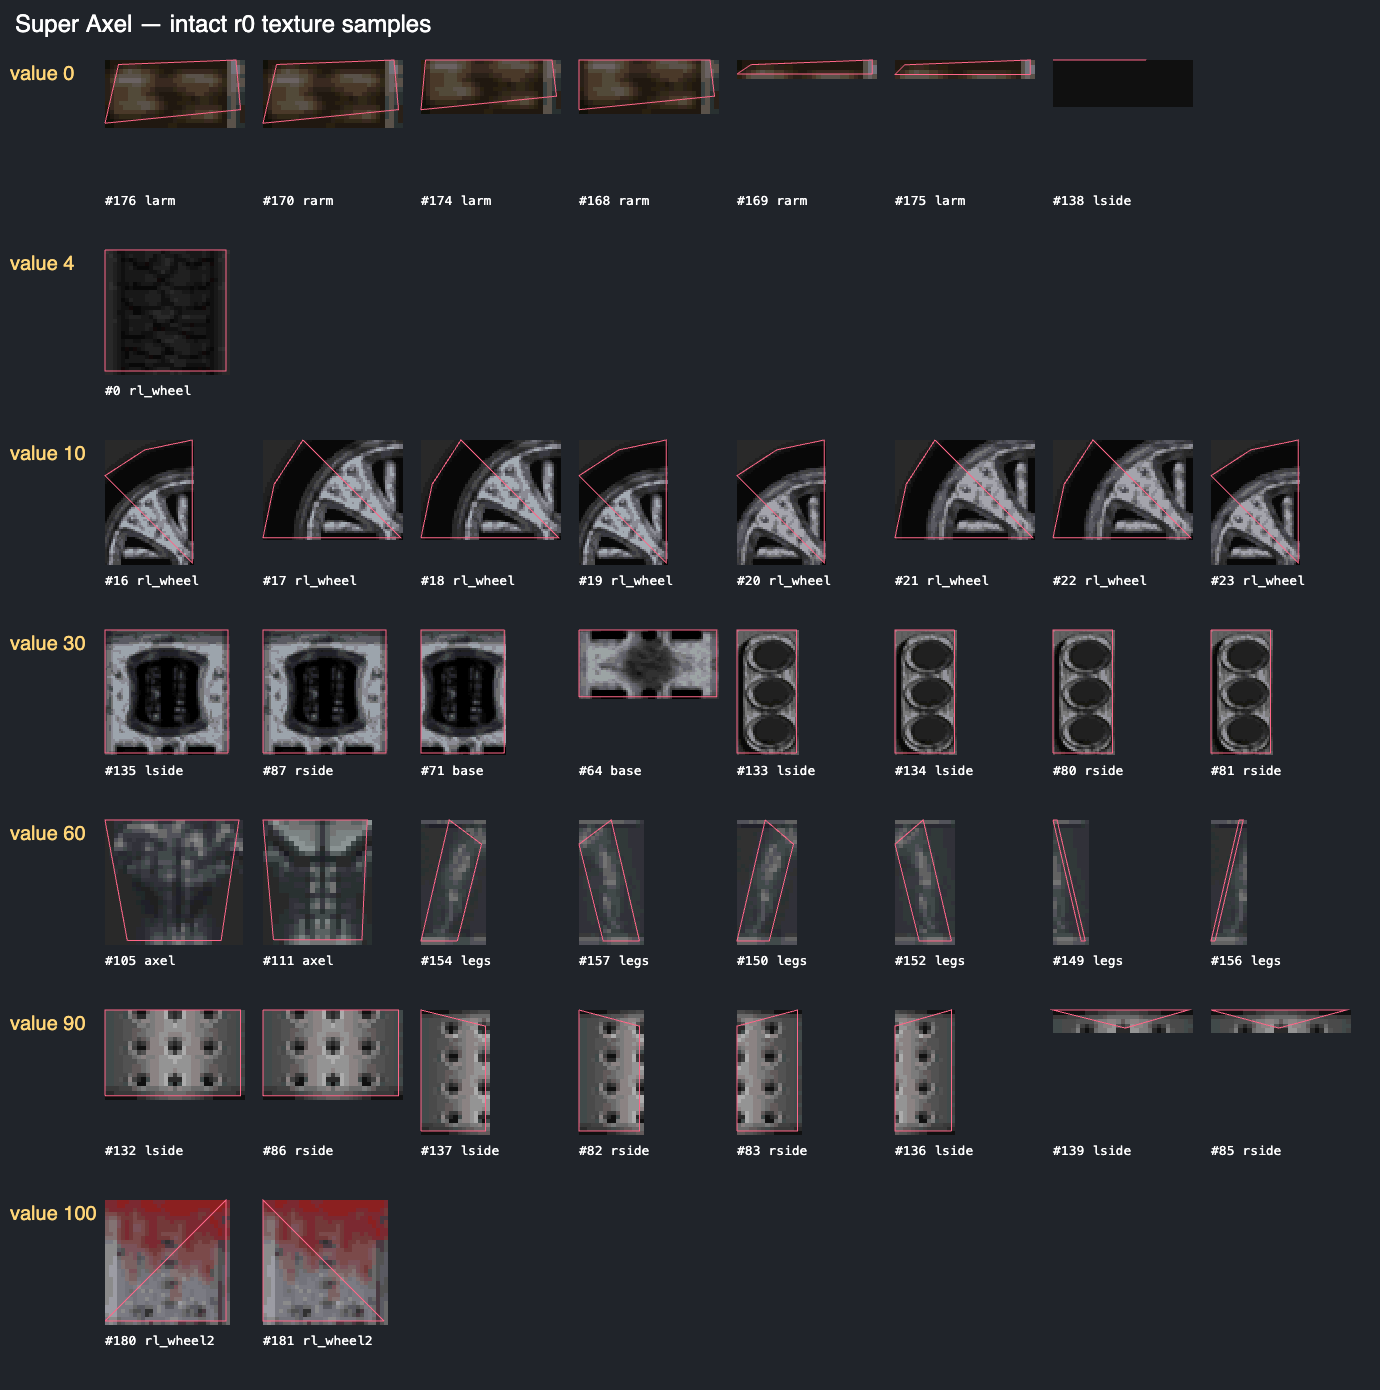 Super Axel — intact r0 texture samples
value 0
#176 larm #170 rarm #174 larm #168 rarm #169 rarm #175 larm #138 lside
value 4
#0 rl_wheel
value 10
#16 rl_wheel #17 rl_wheel #18 rl_wheel #19 rl_wheel #20 rl_wheel #21 rl_wheel #22 rl_wheel #23 rl_wheel
value 30
#135 lside #87 rside #71 base #64 base #133 lside #134 lside #80 rside #81 rside
value 60
#105 axel #111 axel #154 legs #157 legs #150 legs #152 legs #149 legs #156 legs
value 90
#132 lside #86 rside #137 lside #82 rside #83 rside #136 lside #139 lside #85 rside
value 100
#180 rl_wheel2 #181 rl_wheel2